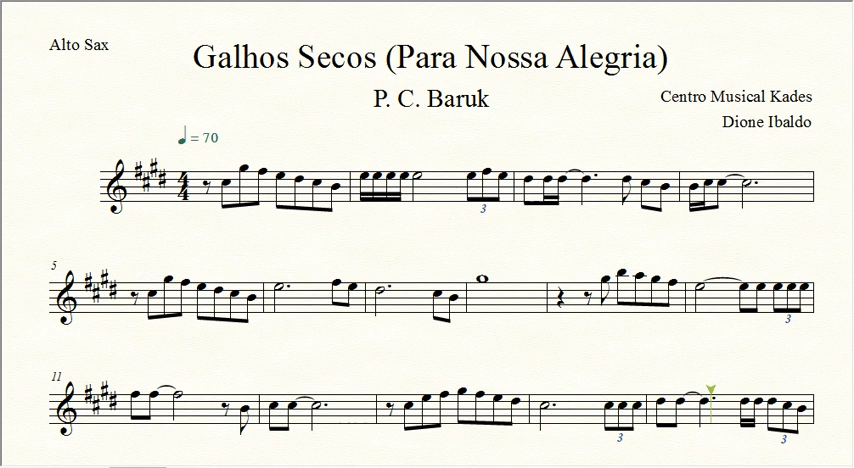 Alto Sax
Galhos Secos (Para Nossa Alegria)
P. C. Baruk
Centro Musical Kades
Dione Ibaldo
♩ = 70
4
4
3
5
3
11
3
3